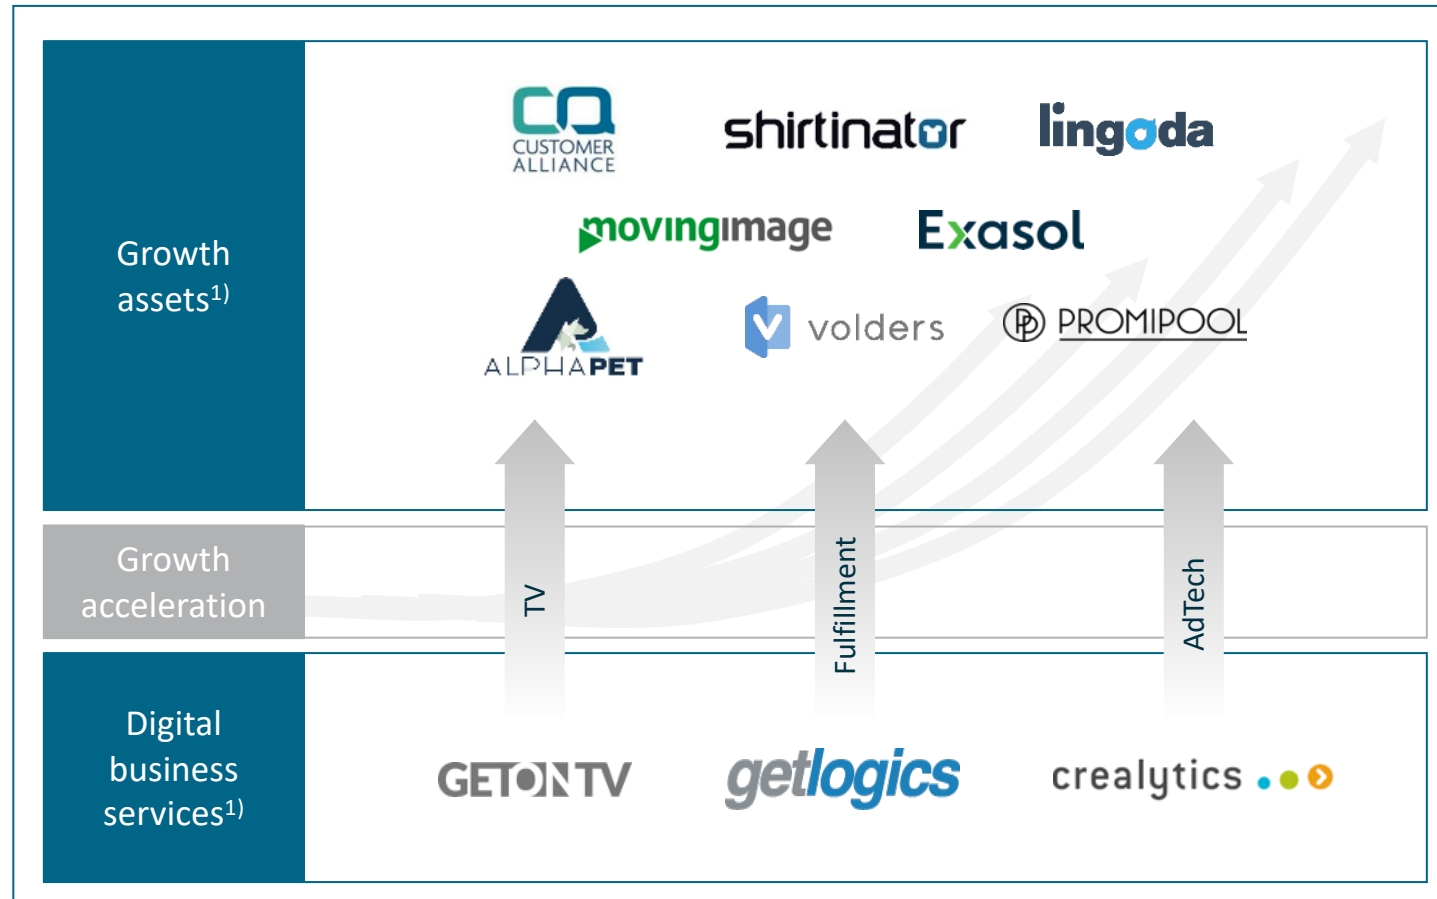 CUSTOMER
ALLIANCE
shirtinator
lingoda
Growth
assets1)
movingimage
Exasol
ALPHAPET
volders
PROMIPOOL
Growth
acceleration
TV
Fulfillment
AdTech
Digital
business
services1)
GETONTV
getlogics
crealytics